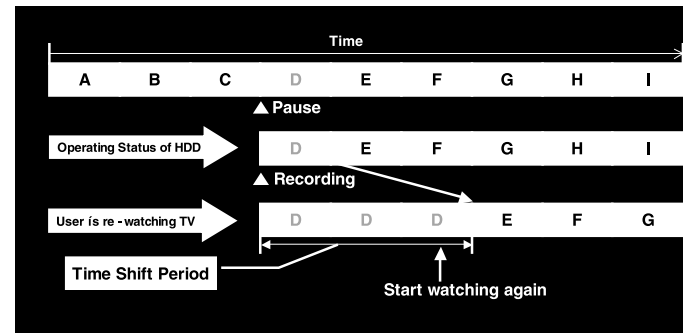 Time
A B C D E F G H I
▲ Pause
Operating Status of HDD D E F G H I
▲ Recording
User ís re - watching TV D D D E F G
Time Shift Period
Start watching again